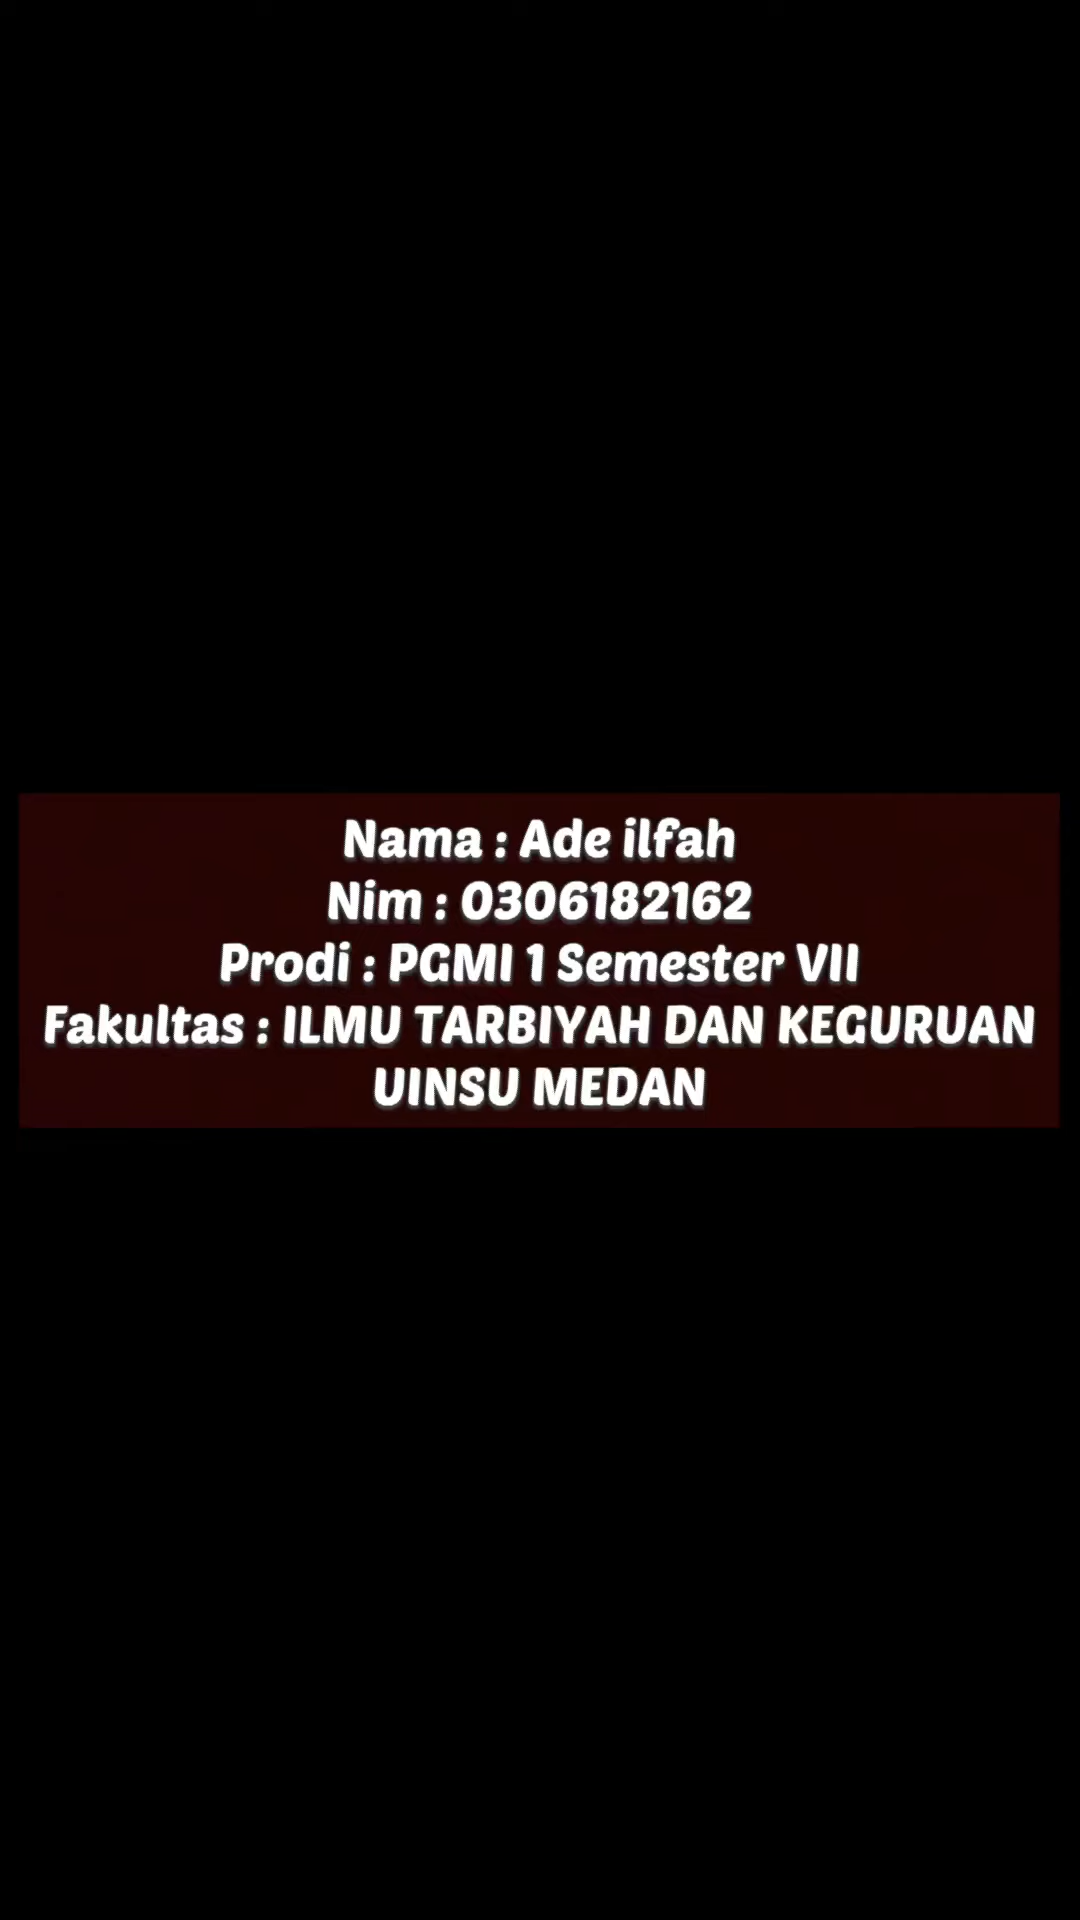 Nama : Ade ilfah
Nim : 0306182162
Prodi : PGMI 1 Semester VII
Fakultas : ILMU TARBIYAH DAN KEGURUAN
UINSU MEDAN